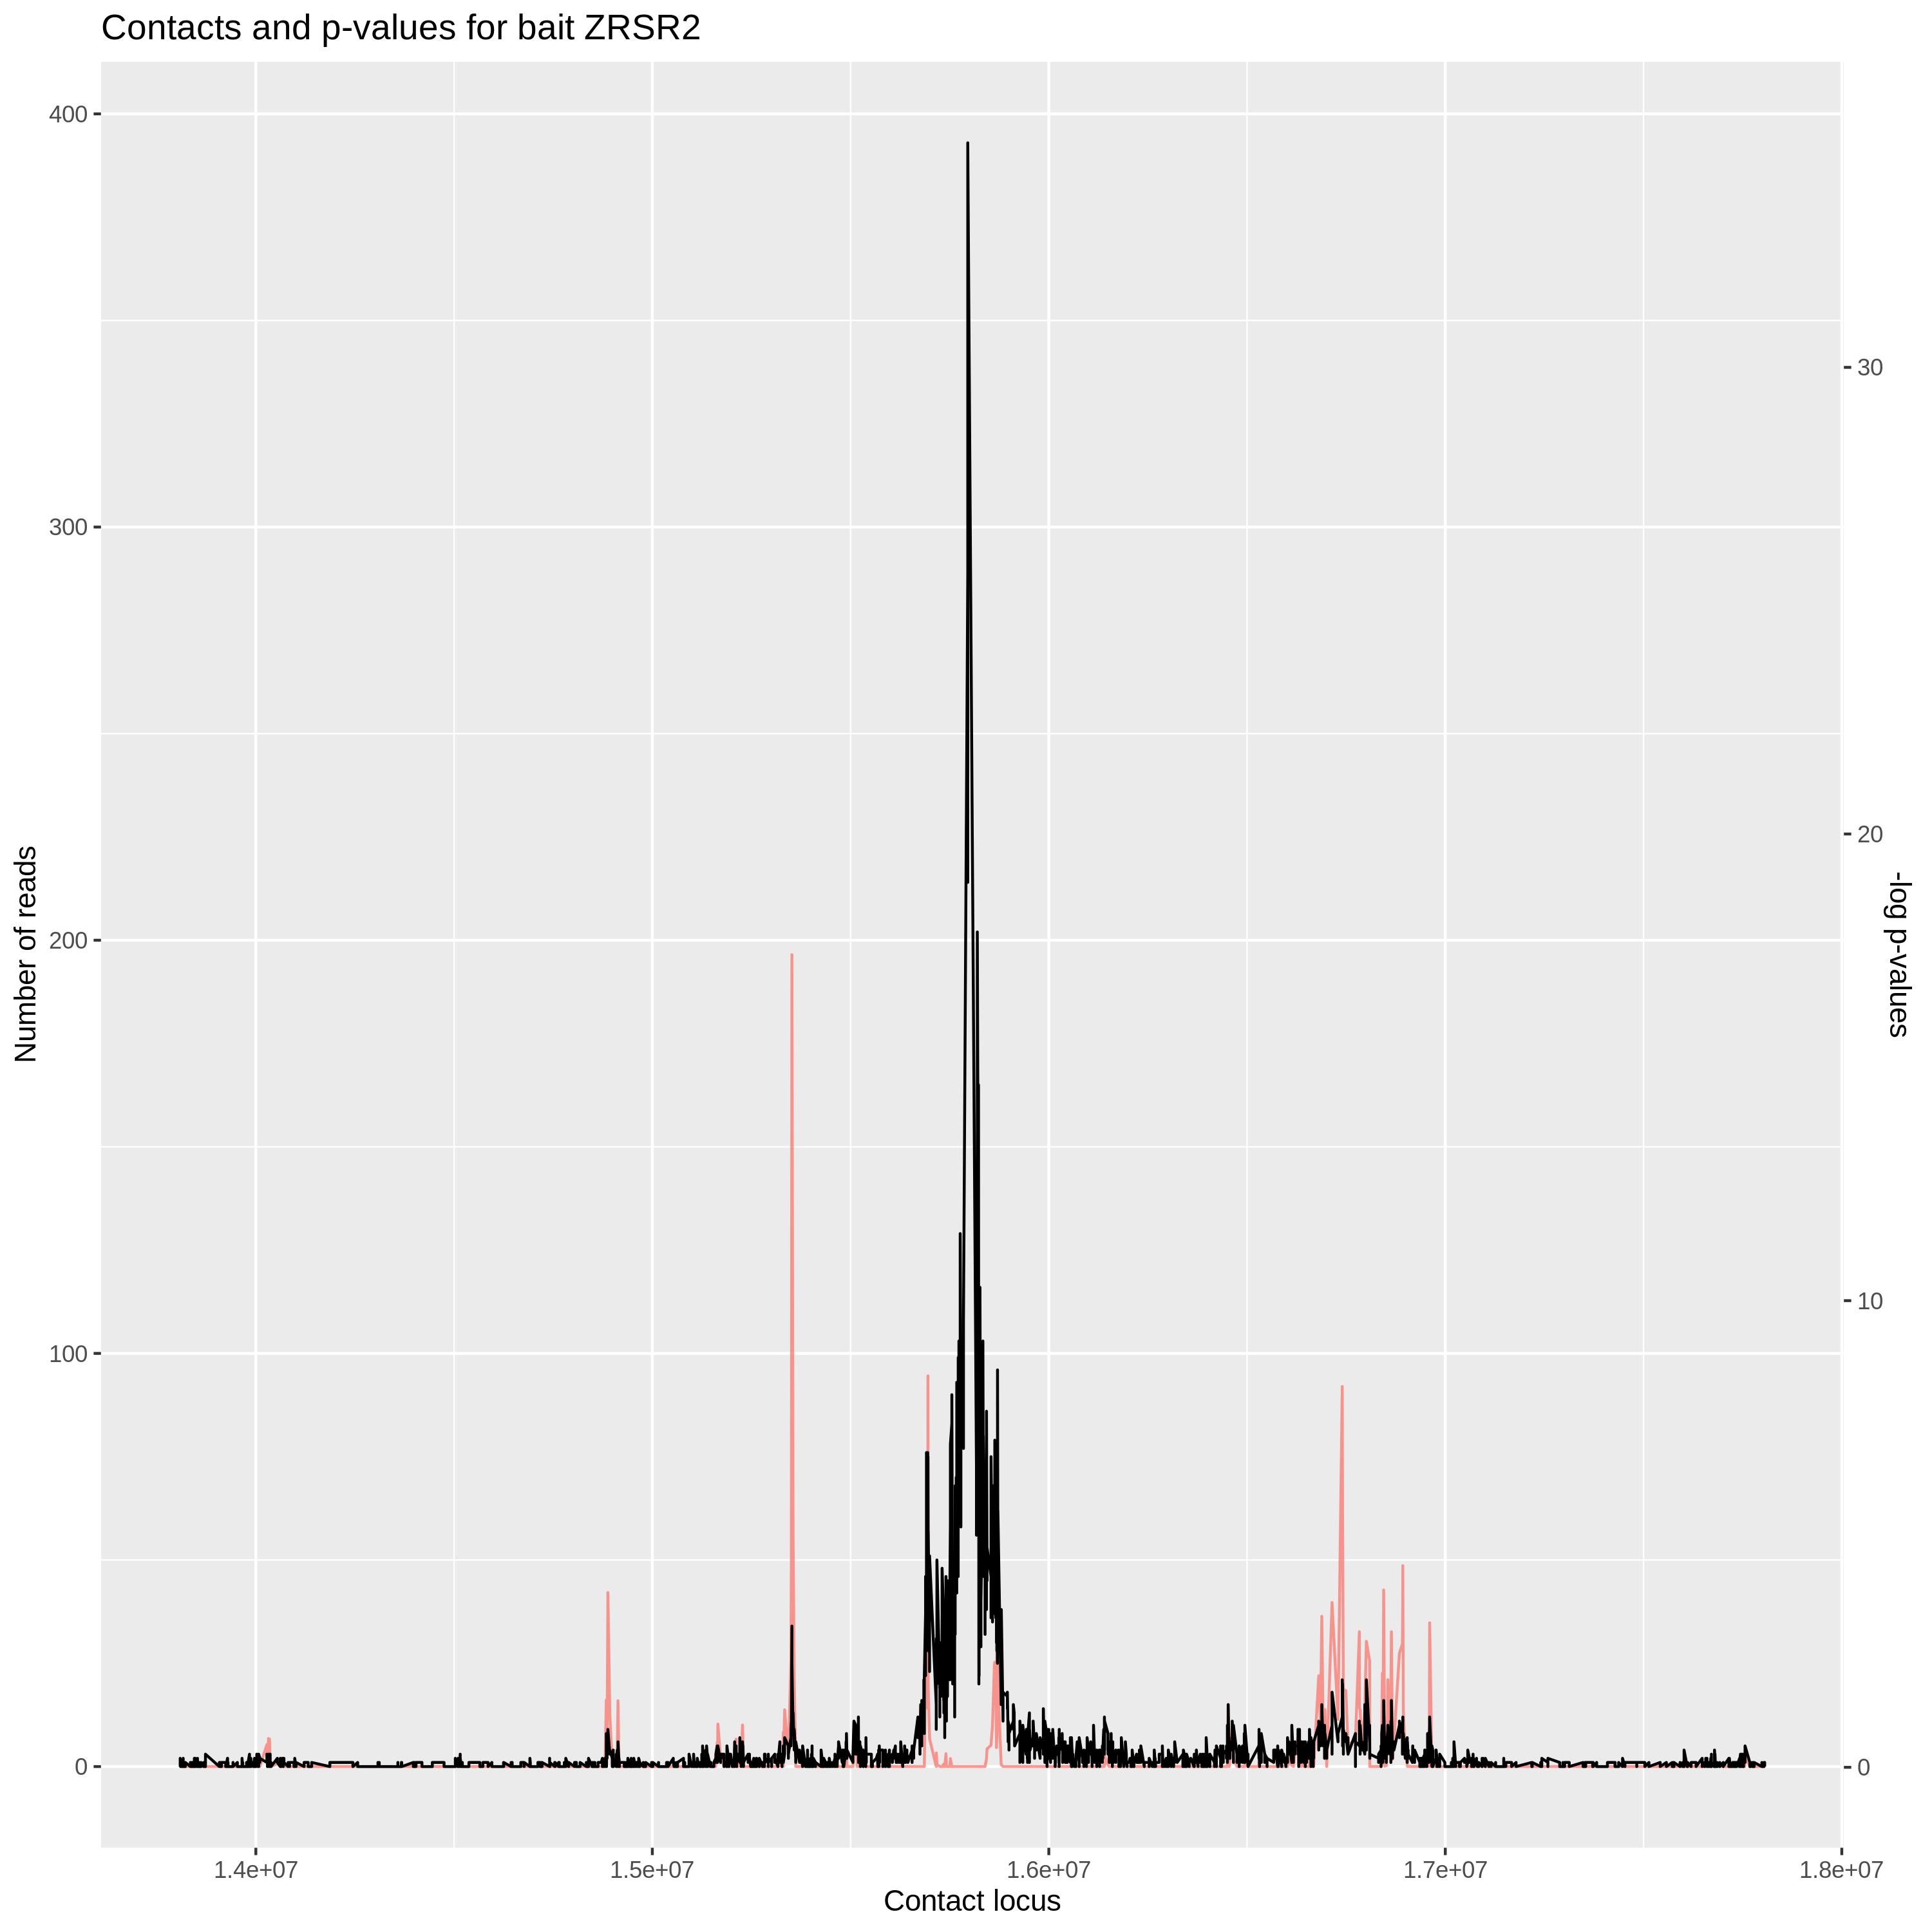 Contacts and p-values for bait ZRSR2
400
300
200
100
0
Number of reads
30
20
10
0
-log p-values
1.4e+07 1.5e+07 1.6e+07 1.7e+07 1.8e+07
Contact locus